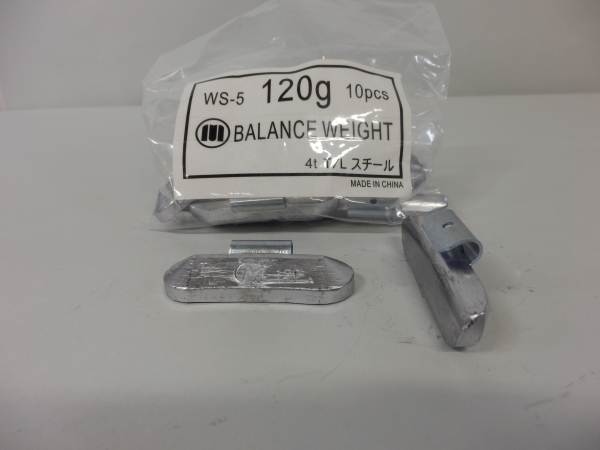 WS-5 120g 10pcs
BALANCE WEIGHT
4t T/L スチール
MADE IN CHINA